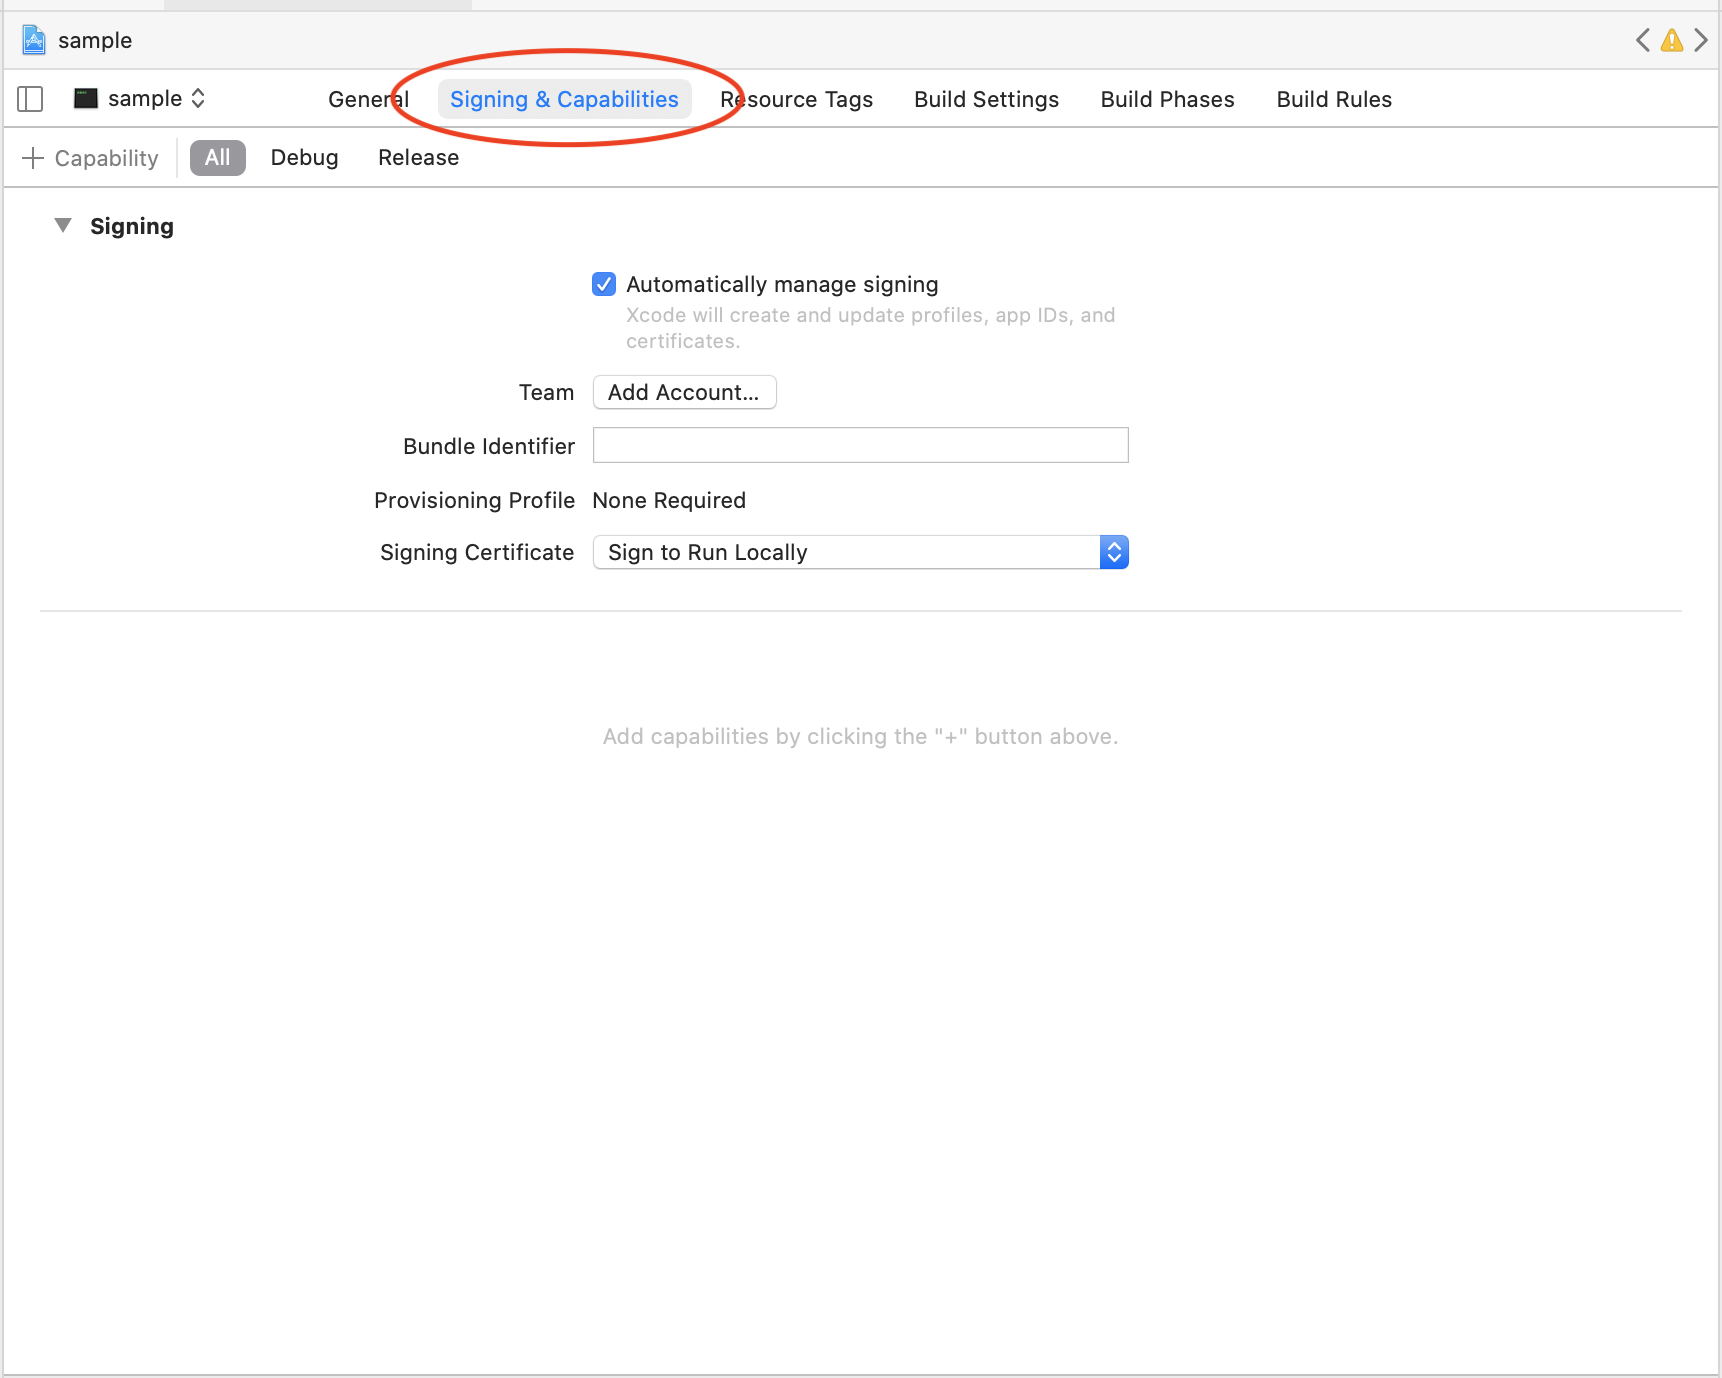 sample
sample General Signing & Capabilities Resource Tags Build Settings Build Phases Build Rules
Capability All Debug Release
Signing
Automatically manage signing
Xcode will create and update profiles, app IDs, and
certificates.
Team Add Account...
Bundle Identifier
Provisioning Profile None Required
Signing Certificate Sign to Run Locally
Add capabilities by clicking the "+" button above.